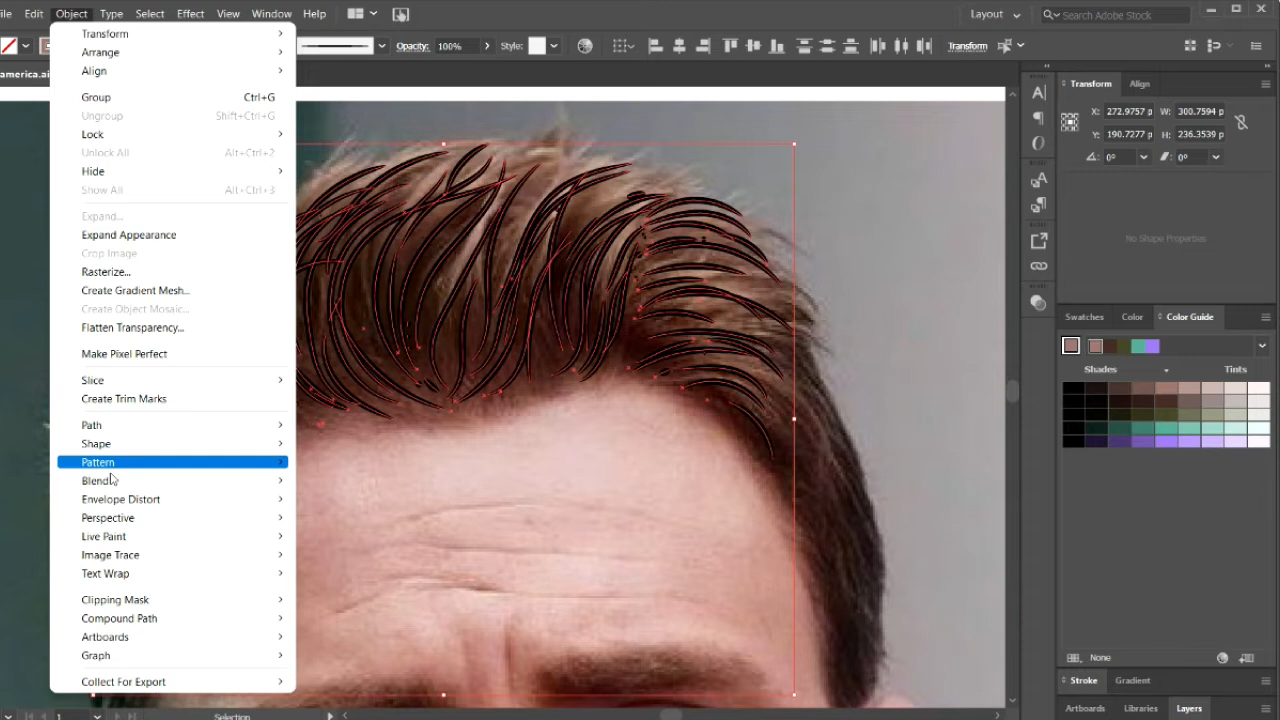 ile Edit Object Type Select Effect View Window Help Layout Search Adobe Stock
Opacity: 100% Style: Transform
america.ai
Transform
Arrange
Align
Group Ctrl+G
Ungroup Shift+Ctrl+G
Lock
Unlock All Alt+Ctrl+2
Hide
Show All Alt+Ctrl+3
Expand...
Expand Appearance
Crop Image
Rasterize...
Create Gradient Mesh...
Create Object Mosaic...
Flatten Transparency...
Make Pixel Perfect
Slice
Create Trim Marks
Path
Shape
Pattern
Blend
Envelope Distort
Perspective
Live Paint
Image Trace
Text Wrap
Clipping Mask
Compound Path
Artboards
Graph
Collect For Export
1 Selection
Transform Align
X: 272.9757 p W: 300.7594 p
Y: 190.7277 p H: 236.3539 p
0° 0°
No Shape Properties
Swatches Color Color Guide
Shades Tints
None
Stroke Gradient
Artboards Libraries Layers